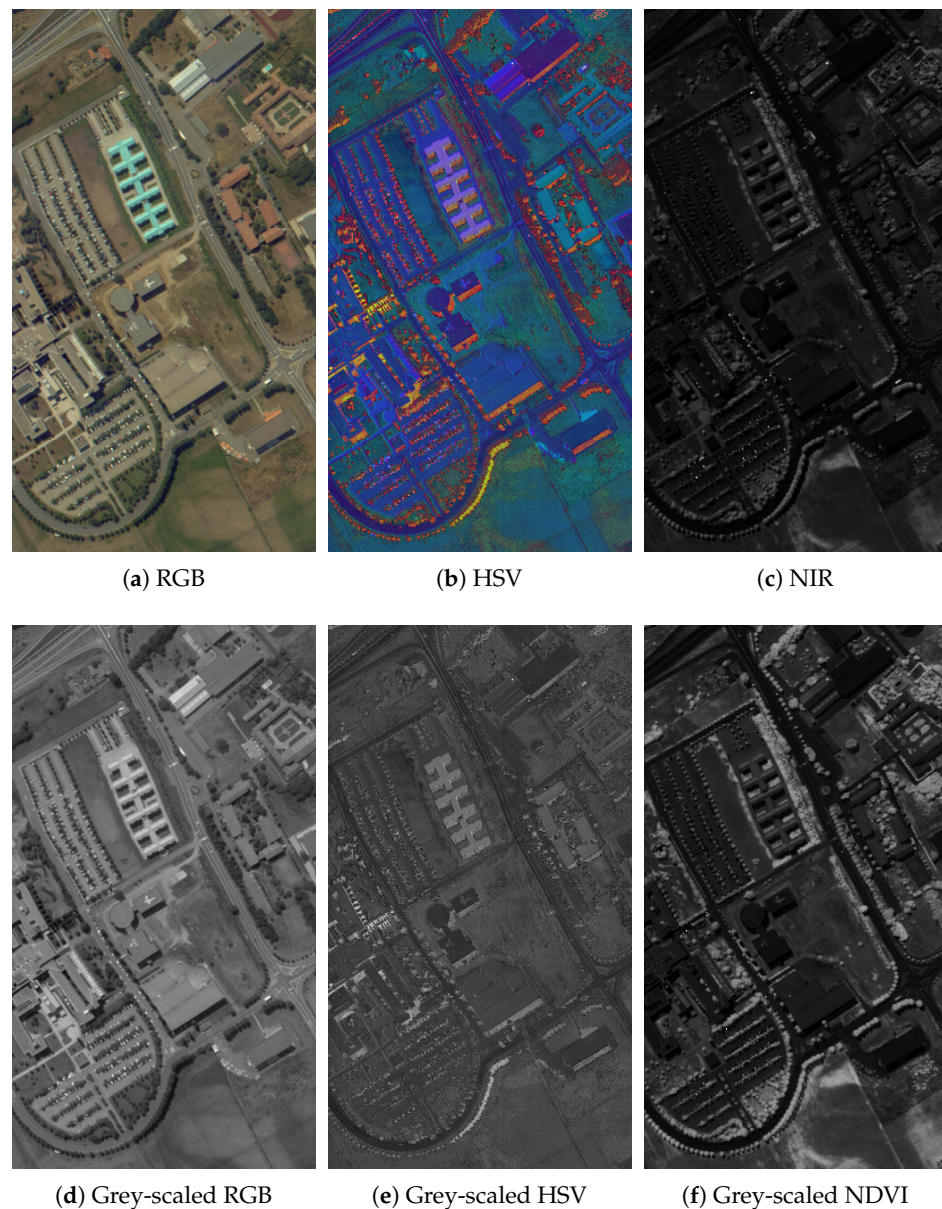 (a) RGB
(b) HSV
(c) NIR
(d) Grey-scaled RGB
(e) Grey-scaled HSV
(f) Grey-scaled NDVI